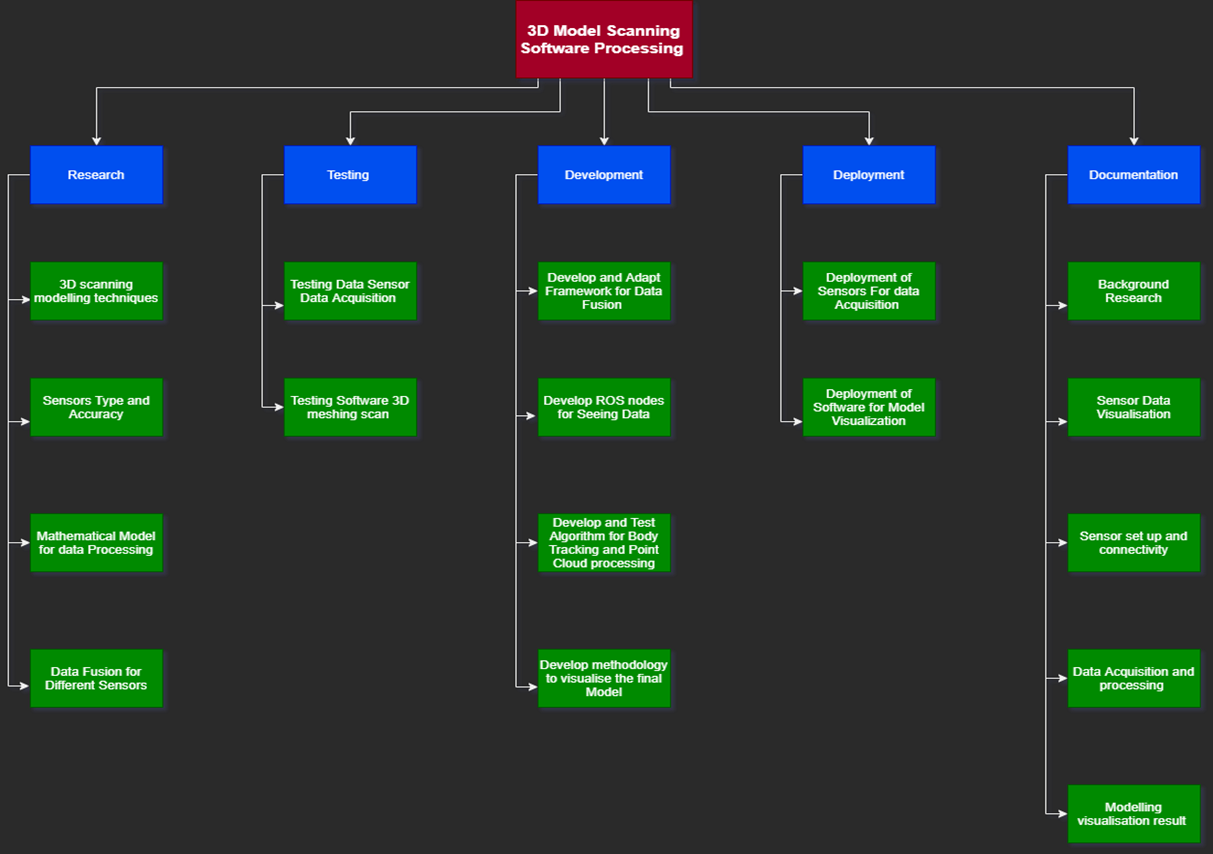 3D Model Scanning
Software Processing
Research
Testing
Development
Deployment
Documentation
3D scanning
modelling techniques
Sensors Type and
Accuracy
Mathematical Model
for data Processing
Data Fusion for
Different Sensors
Testing Data Sensor
Data Acquisition
Testing Software 3D
meshing scan
Develop and Adapt
Framework for Data
Fusion
Develop ROS nodes
for Seeing Data
Develop and Test
Algorithm for Body
Tracking and Point
Cloud processing
Develop methodology
to visualise the final
Model
Deployment of
Sensors For data
Acquisition
Deployment of
Software for Model
Visualization
Background
Research
Sensor Data
Visualisation
Sensor set up and
connectivity
Data Acquisition and
processing
Modelling
visualisation result